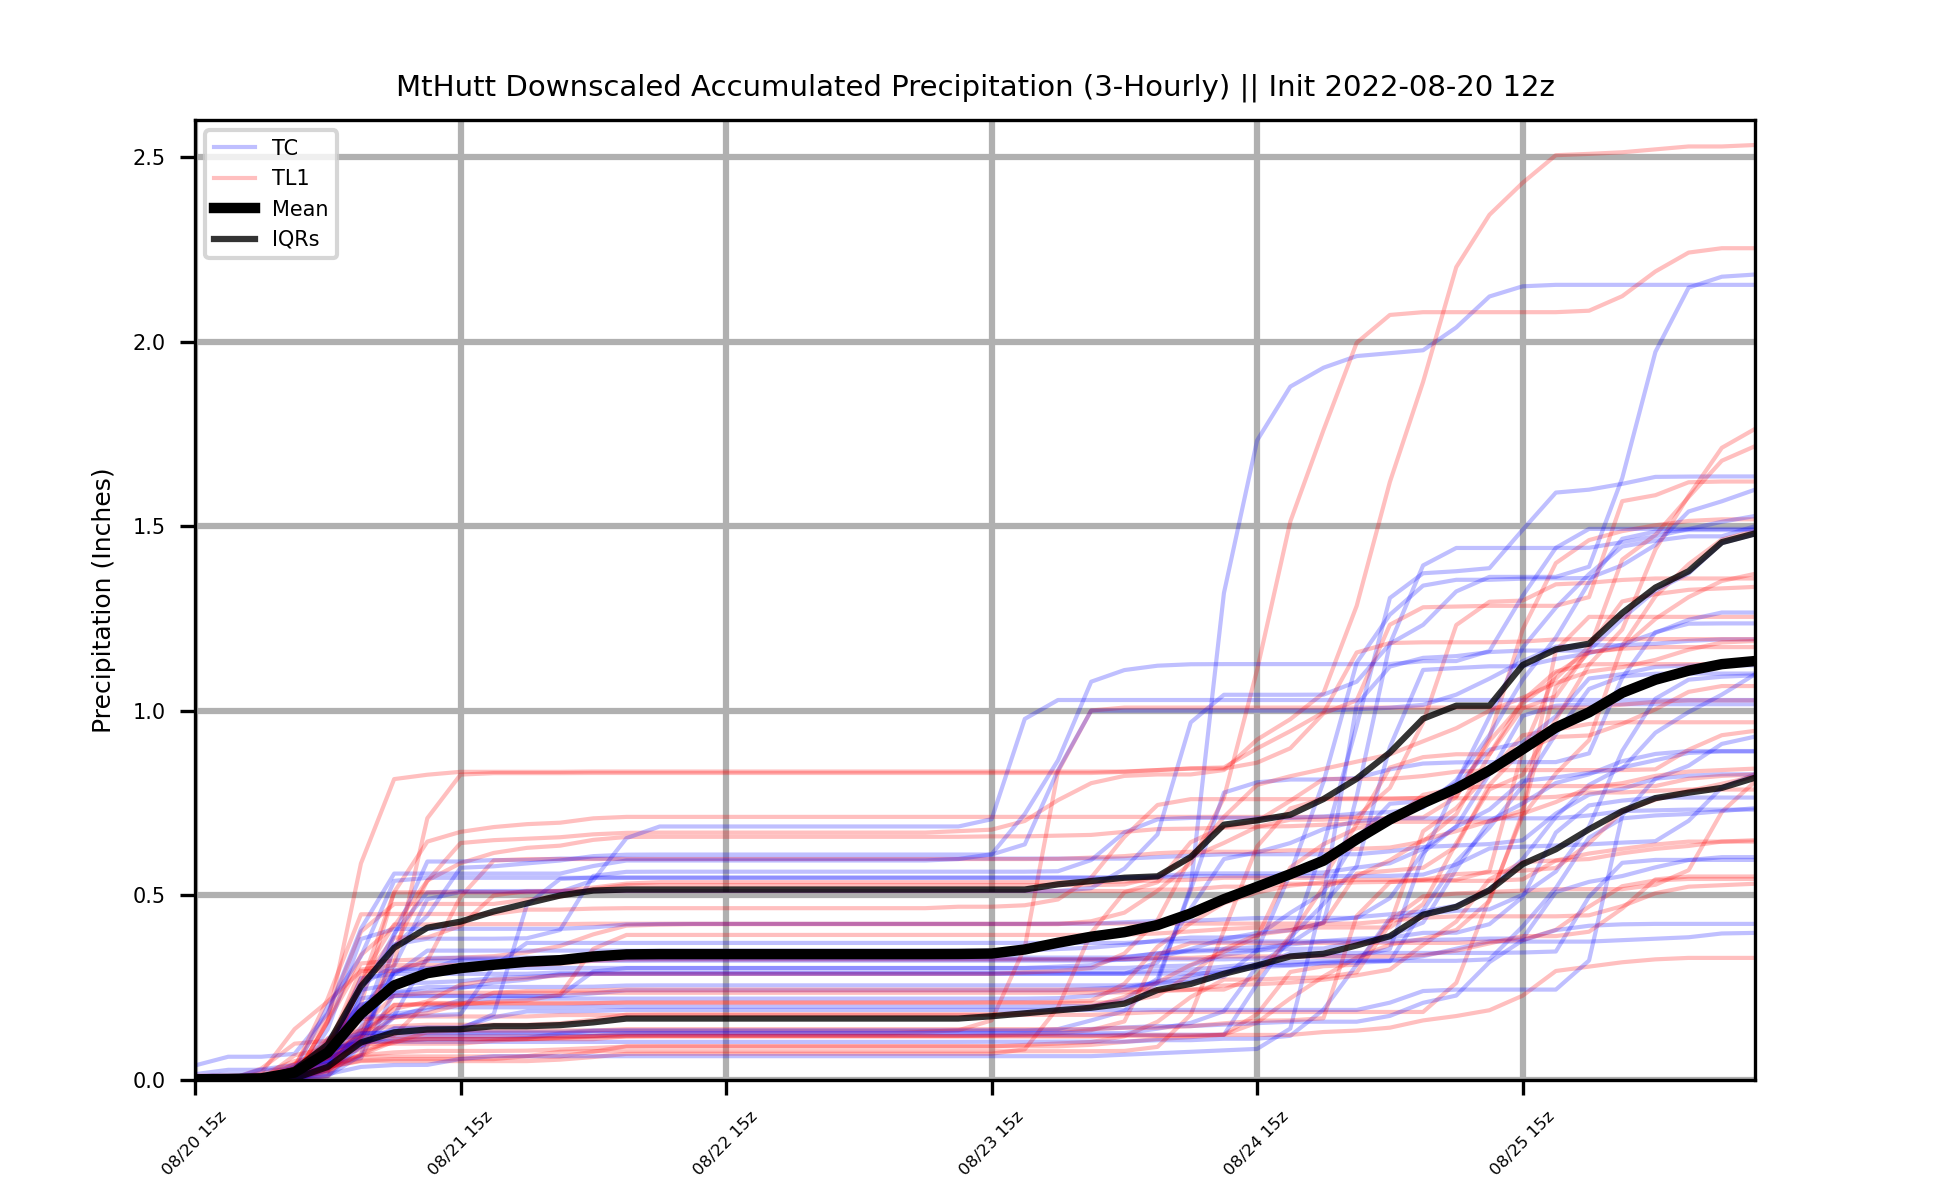 MtHutt Downscaled Accumulated Precipitation (3-Hourly) || Init 2022-08-20 12z
TC
TL1
Mean
IQRs
Precipitation (Inches)
2.5
2.0
1.5
1.0
0.5
0.0
08/20 15z
08/21 15z
08/22 15z
08/23 15z
08/24 15z
08/25 15z